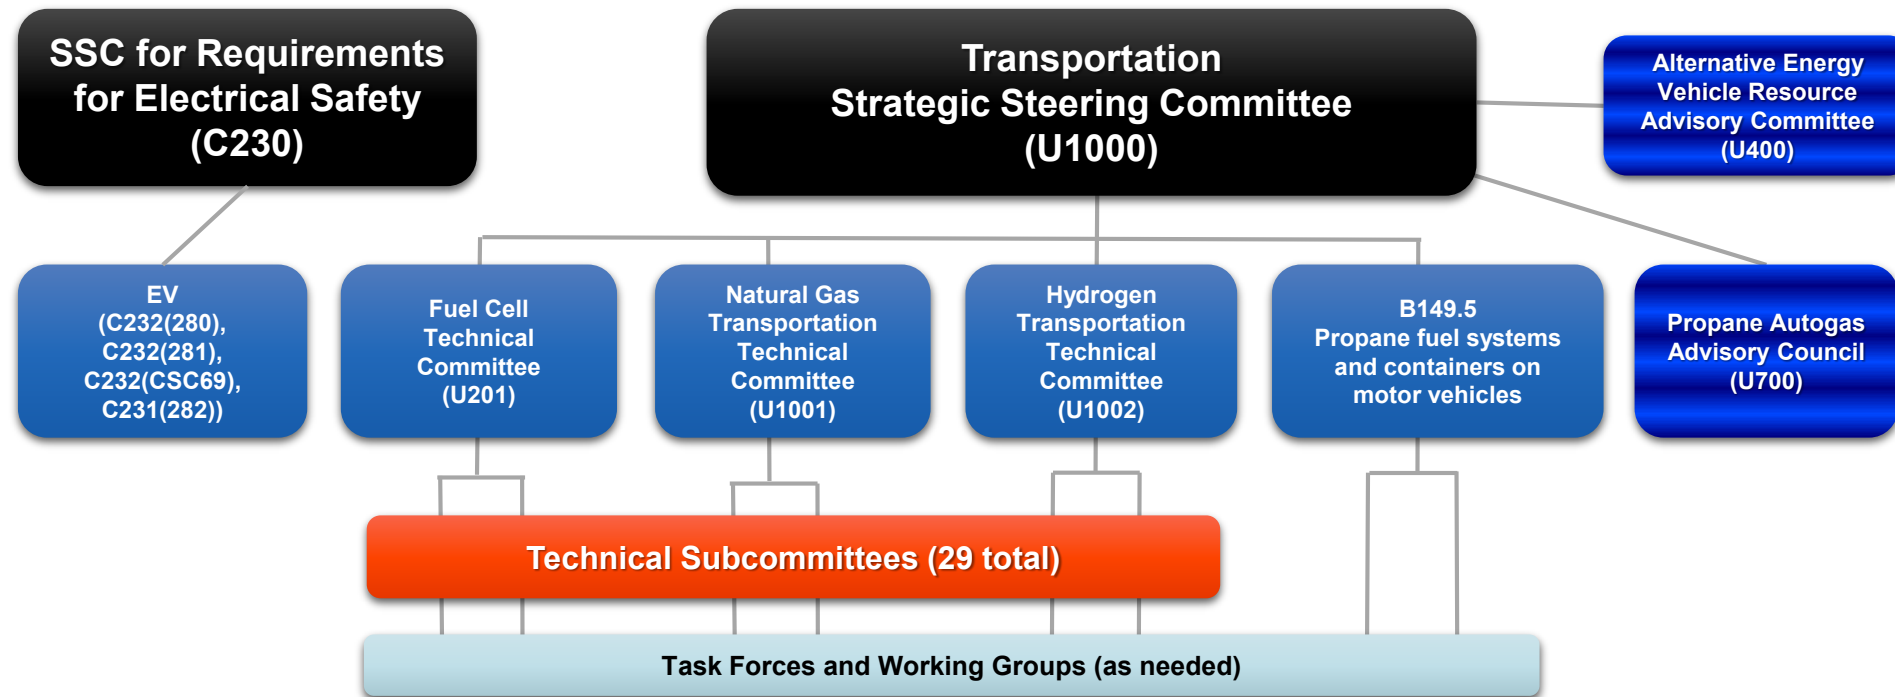 SSC for Requirements
for Electrical Safety
(C230)
Transportation
Strategic Steering Committee
(U1000)
Alternative Energy
Vehicle Resource
Advisory Committee
(U400)
EV
(C232(280),
C232(281),
C232(CSC69),
C231(282))
Fuel Cell
Technical
Committee
(U201)
Natural Gas
Transportation
Technical
Committee
(U1001)
Hydrogen
Transportation
Technical
Committee
(U1002)
B149.5
Propane fuel systems
and containers on
motor vehicles
Propane Autogas
Advisory Council
(U700)
Technical Subcommittees (29 total)
Task Forces and Working Groups (as needed)